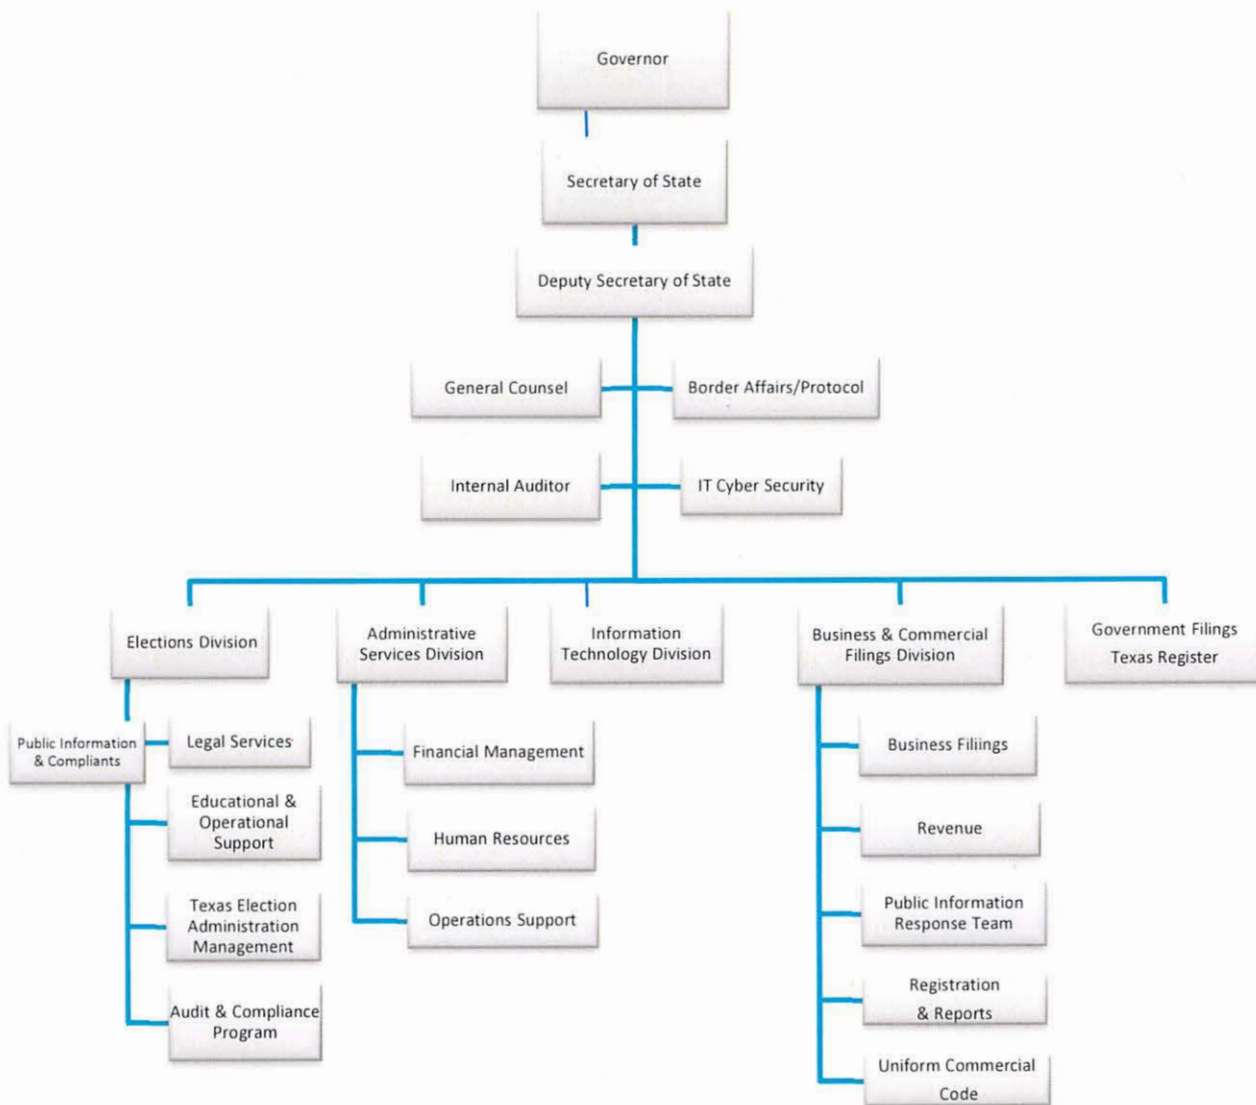 Governor
Secretary of State
Deputy Secretary of State
General Counsel
Border Affairs/Protocol
Internal Auditor
IT Cyber Security
Elections Division
Administrative
Services Division
Information
Technology Division
Business & Commercial
Filings Division
Government Filings
Texas Register
Public Information
& Compliants
Legal Services
Educational &
Operational
Support
Texas Election
Administration
Management
Audit & Compliance
Program
Financial Management
Human Resources
Operations Support
Business Filiings
Revenue
Public Information
Response Team
Registration
& Reports
Uniform Commercial
Code